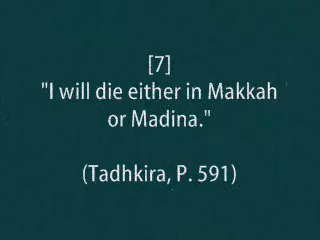 [7]
"I will die either in Makkah
or Madina."
(Tadhkira, P. 591)